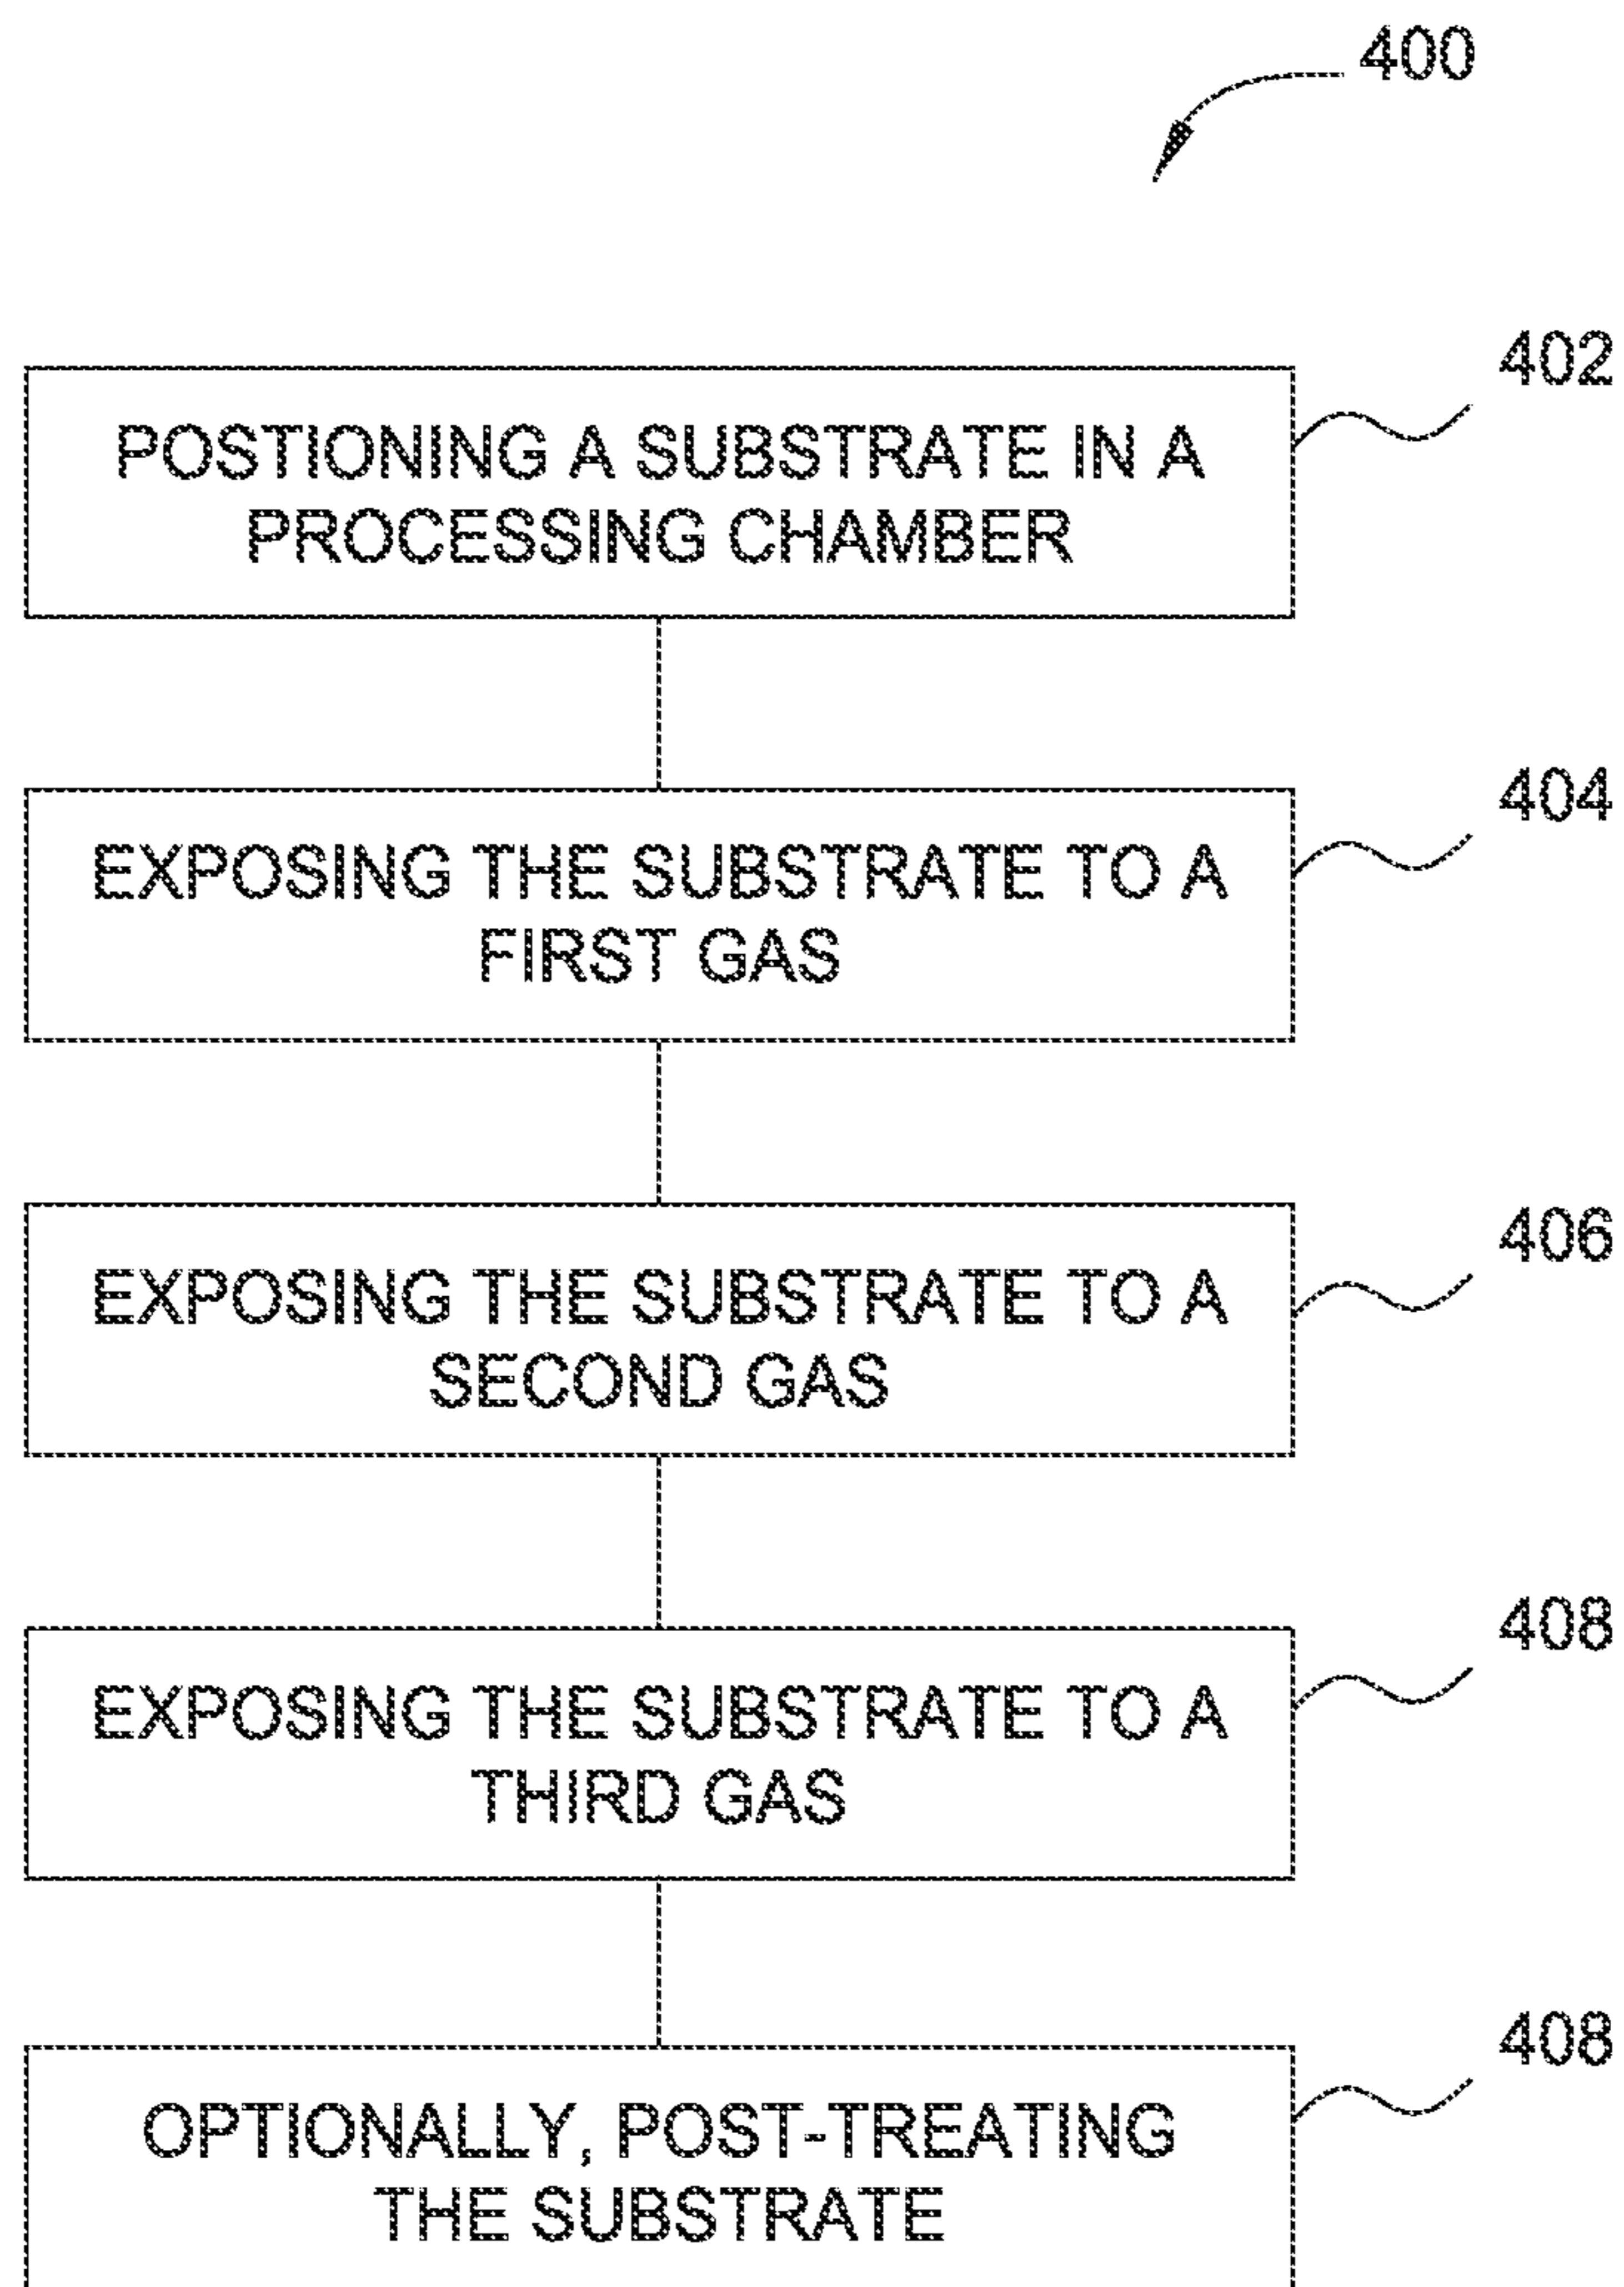 400
402
POSTIONING A SUBSTRATE IN A
PROCESSING CHAMBER
404
EXPOSING THE SUBSTRATE TO A
FIRST GAS
406
EXPOSING THE SUBSTRATE TO A
SECOND GAS
408
EXPOSING THE SUBSTRATE TO A
THIRD GAS
408
OPTIONALLY, POST-TREATING
THE SUBSTRATE